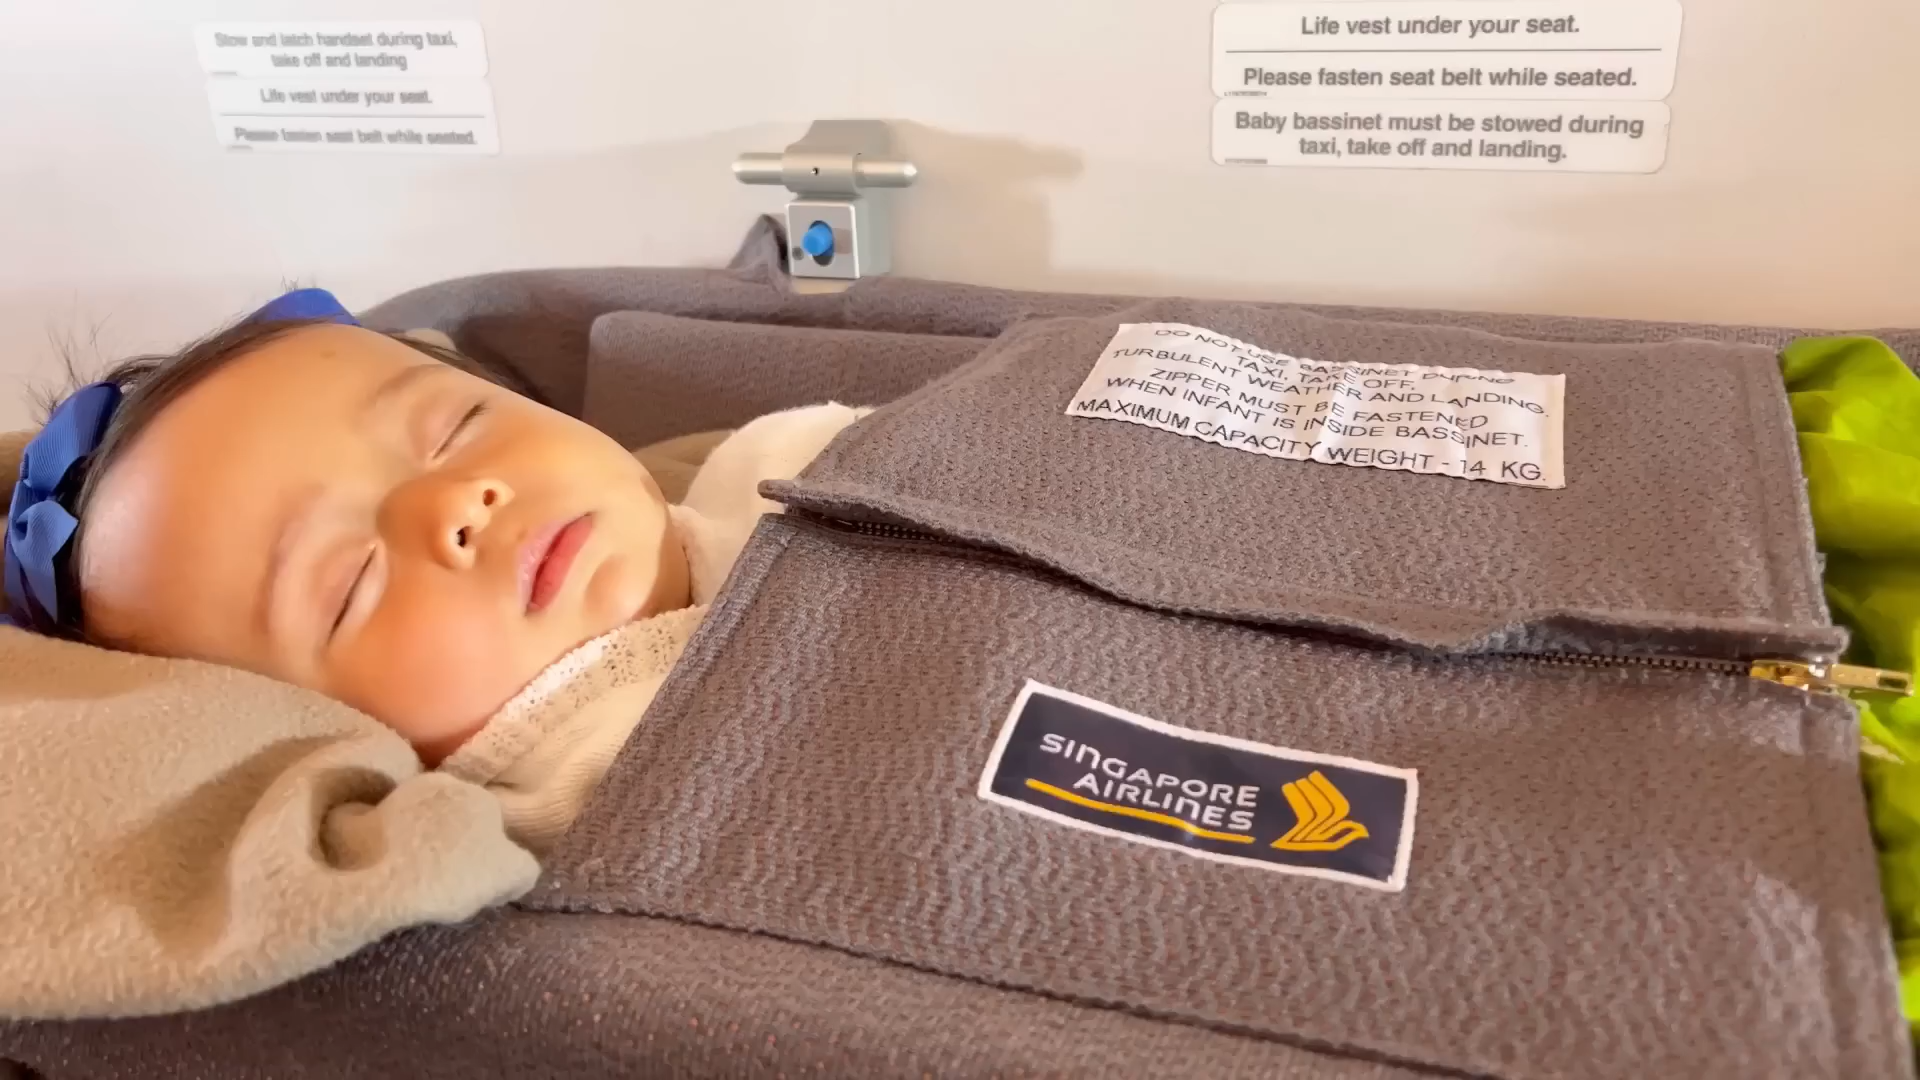 Stow and latch handset during taxi,
take off and landing
Life vest under your seat.
Please fasten seat belt while seated.
Life vest under your seat.
Please fasten seat belt while seated.
Baby bassinet must be stowed during
taxi, take off and landing.
DO NOT USE BASSINET DURING
TAXI, TAKE OFF.
TURBULENT WEATHER AND LANDING.
ZIPPER MUST BE FASTENED
WHEN INFANT IS INSIDE BASSINET.
MAXIMUM CAPACITY WEIGHT - 14 KG.
SINGAPORE
AIRLINES